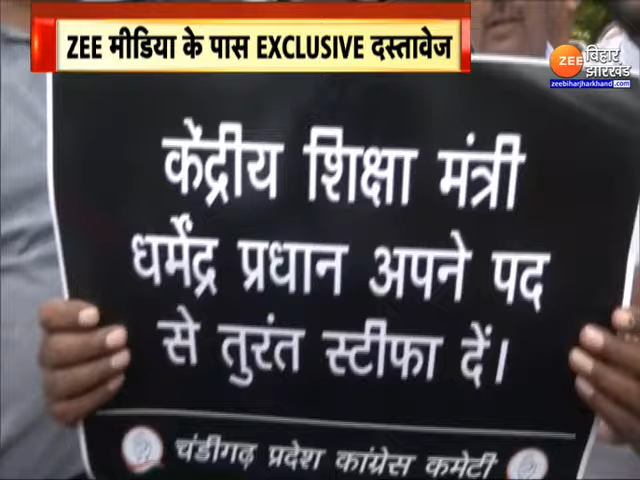 ZEE मीडिया के पास EXCLUSIVE दस्तावेज
ZEE बिहार झारखंड
zeebiharjharkhand.com
केंद्रीय शिक्षा मंत्री
धर्मेंद्र प्रधान अपने पद
से तुरंत स्टीफा दें।
चंडीगढ़ प्रदेश कांग्रेस कमेटी